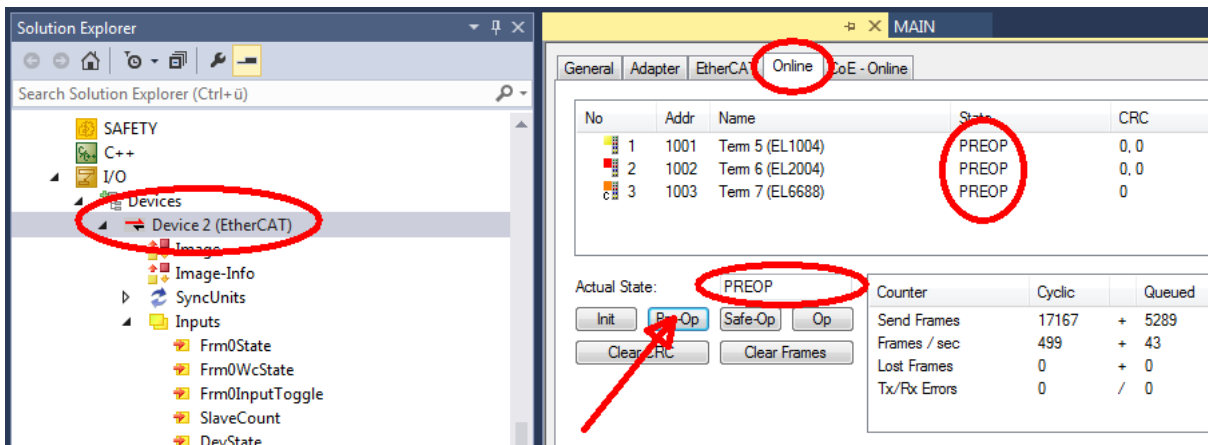 Solution Explorer
Search Solution Explorer (Ctrl+ü)
SAFETY
C++
I/O
Devices
Device 2 (EtherCAT)
Image
Image-Info
SyncUnits
Inputs
Frm0State
Frm0WcState
Frm0InputToggle
SlaveCount
DevState
MAIN
General Adapter EtherCAT Online CoE - Online
No Addr Name State CRC
1 1001 Term 5 (EL1004) PREOP 0, 0
2 1002 Term 6 (EL2004) PREOP 0, 0
c 3 1003 Term 7 (EL6688) PREOP 0
Actual State: PREOP
Init Pre-Op Safe-Op Op
Clear CRC Clear Frames
Counter Cyclic Queued
Send Frames 17167 + 5289
Frames / sec 499 + 43
Lost Frames 0 + 0
Tx/Rx Errors 0 / 0